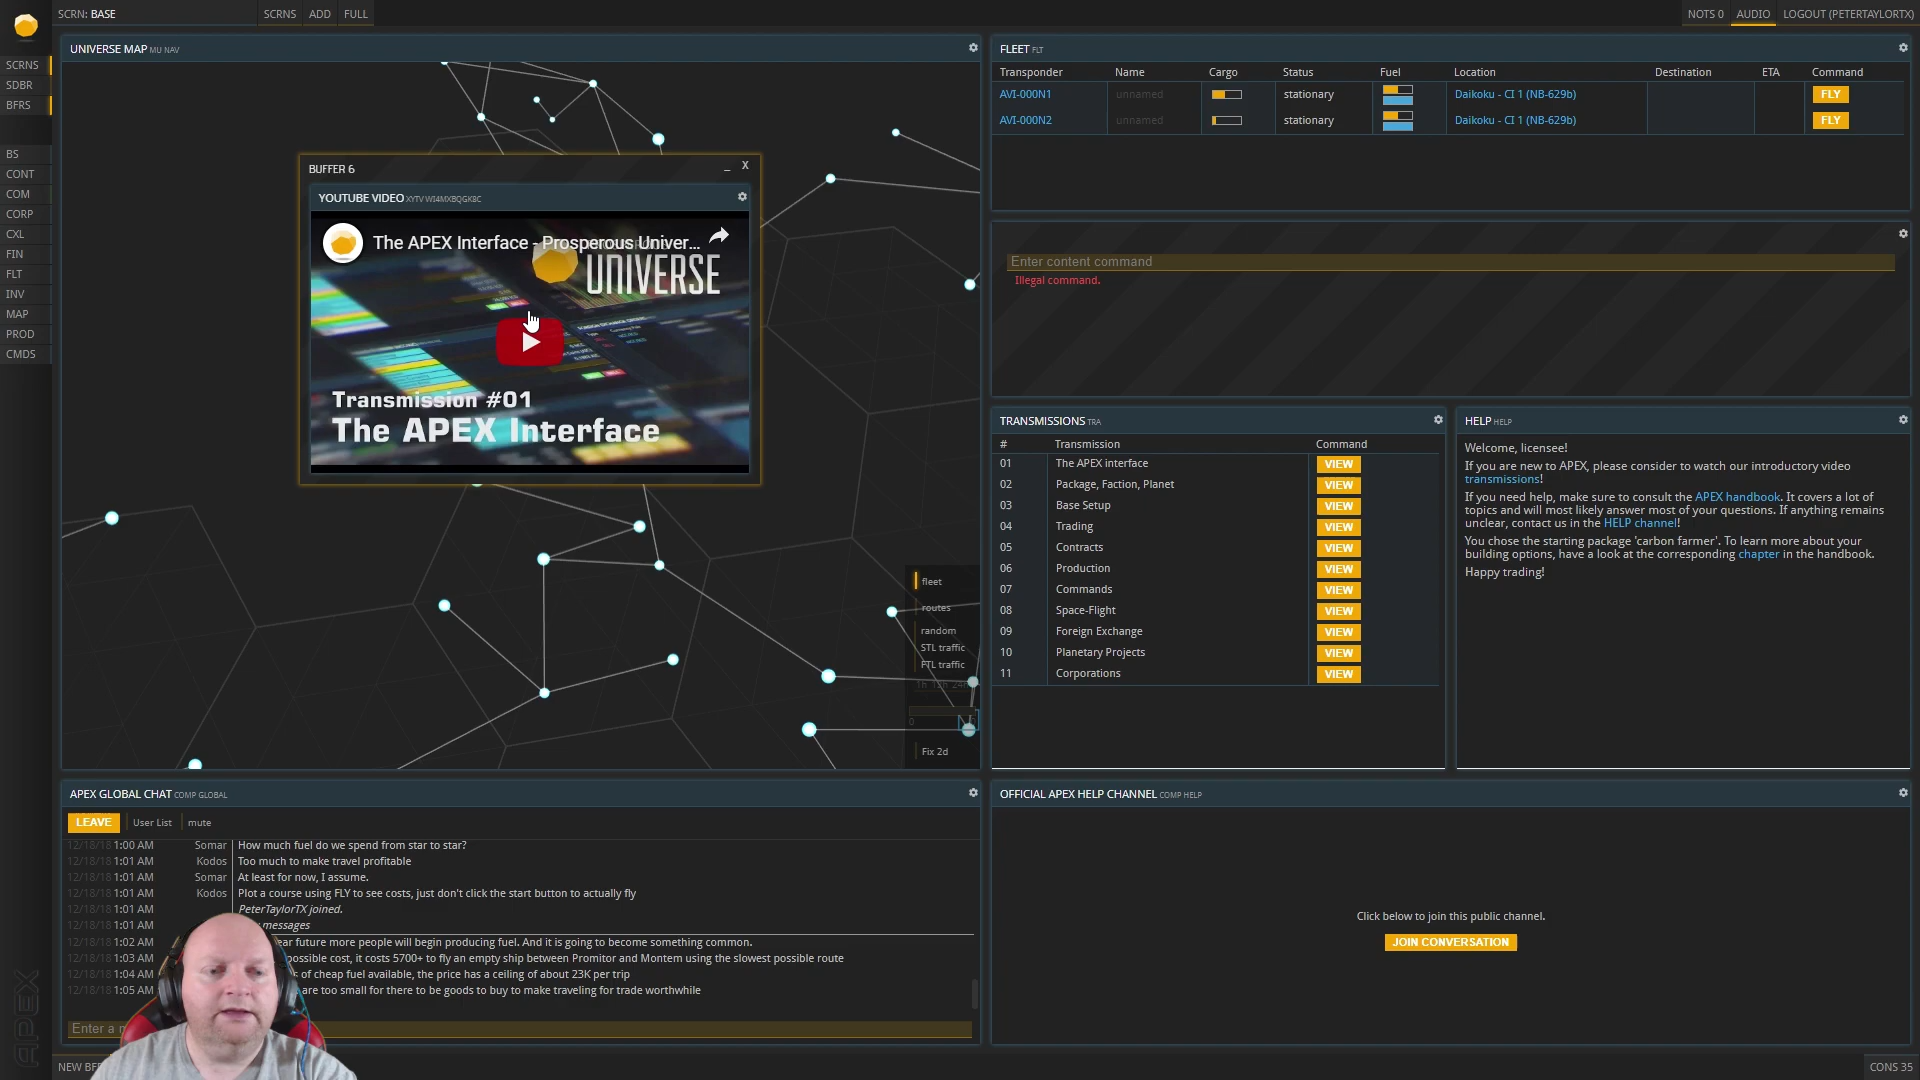 SCRN: BASE
SCRNS ADD FULL
NOTS 0 AUDIO LOGOUT (PETERTAYLORTX)
SCRNS
SDBR
BFRS
BS
CONT
COM
CORP
CXL
FIN
FLT
INV
MAP
PROD
CMDS
APEX
UNIVERSE MAP MU NAV
BUFFER 6
_ X
YOUTUBE VIDEO XYTV WI4MXBQGKBC
The APEX Interface - Prosperous Univer...
UNIVERSE
Transmission #01
The APEX Interface
fleet
routes
random
STL traffic
FTL traffic
1h 12h 24h
0
Fix 2d
FLEET FLT
Transponder Name Cargo Status Fuel Location Destination ETA Command
AVI-000N1 unnamed stationary Daikoku - CI 1 (NB-629b) FLY
AVI-000N2 unnamed stationary Daikoku - CI 1 (NB-629b) FLY
Enter content command
Illegal command.
TRANSMISSIONS TRA
# Transmission Command
01 The APEX interface VIEW
02 Package, Faction, Planet VIEW
03 Base Setup VIEW
04 Trading VIEW
05 Contracts VIEW
06 Production VIEW
07 Commands VIEW
08 Space-Flight VIEW
09 Foreign Exchange VIEW
10 Planetary Projects VIEW
11 Corporations VIEW
HELP HELP
Welcome, licensee!
If you are new to APEX, please consider to watch our introductory video
transmissions!
If you need help, make sure to consult the APEX handbook. It covers a lot of
topics and will most likely answer most of your questions. If anything remains
unclear, contact us in the HELP channel!
You chose the starting package 'carbon farmer'. To learn more about your
building options, have a look at the corresponding chapter in the handbook.
Happy trading!
APEX GLOBAL CHAT COMP GLOBAL
LEAVE User List mute
12/18/18 1:00 AM Somar How much fuel do we spend from star to star?
12/18/18 1:01 AM Kodos Too much to make travel profitable
12/18/18 1:01 AM Somar At least for now, I assume.
12/18/18 1:01 AM Kodos Plot a course using FLY to see costs, just don't click the start button to actually fly
12/18/18 1:01 AM PeterTaylorTX joined.
12/18/18 1:01 AM messages
12/18/18 1:02 AM future more people will begin producing fuel. And it is going to become something common.
12/18/18 1:03 AM possible cost, it costs 5700+ to fly an empty ship between Promitor and Montem using the slowest possible route
12/18/18 1:04 AM of cheap fuel available, the price has a ceiling of about 23K per trip
12/18/18 1:05 AM are too small for there to be goods to buy to make traveling for trade worthwhile
Enter a
NEW
OFFICIAL APEX HELP CHANNEL COMP HELP
Click below to join this public channel.
JOIN CONVERSATION
CONS 35